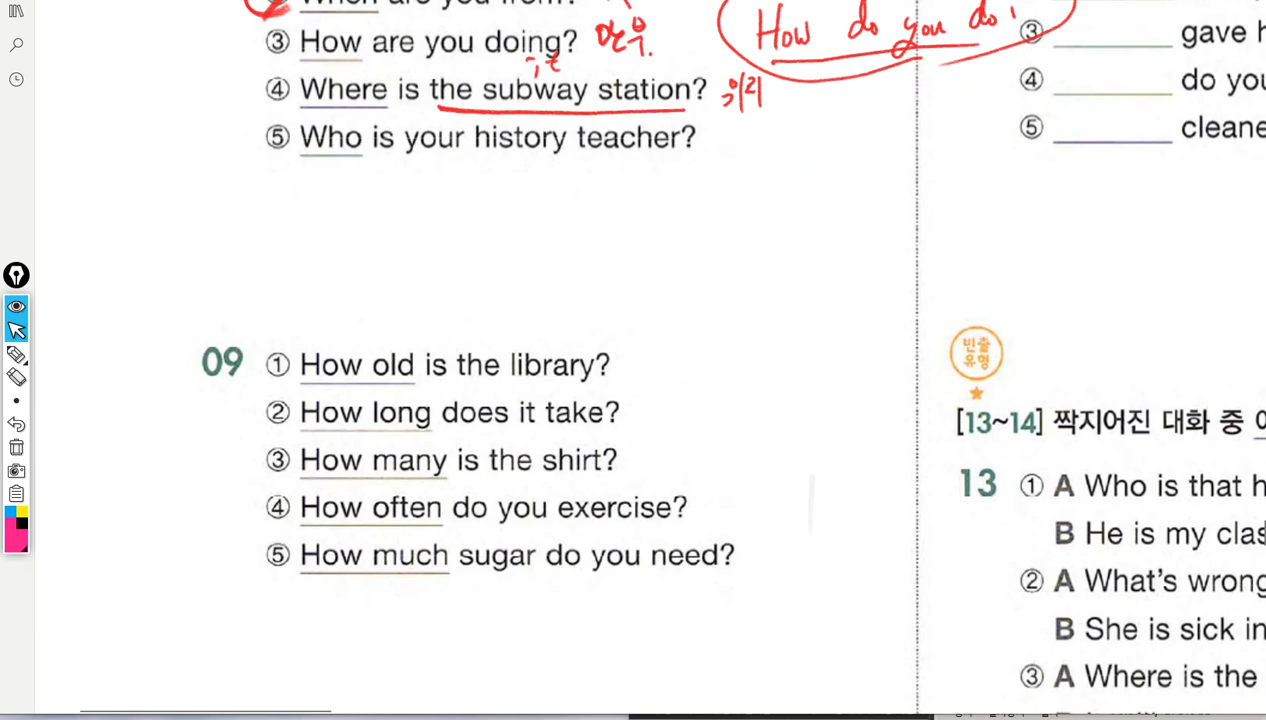 How do you do!
③ How are you doing? 안부.
④ Where is the subway station? 위치
⑤ Who is your history teacher?
09 ① How old is the library?
② How long does it take?
③ How many is the shirt?
④ How often do you exercise?
⑤ How much sugar do you need?
③ gave
④ do you
⑤ cleane
빈출
유형
[13~14] 짝지어진 대화 중
13 ① A Who is that h
B He is my clas
② A What's wrong
B She is sick in
③ A Where is the